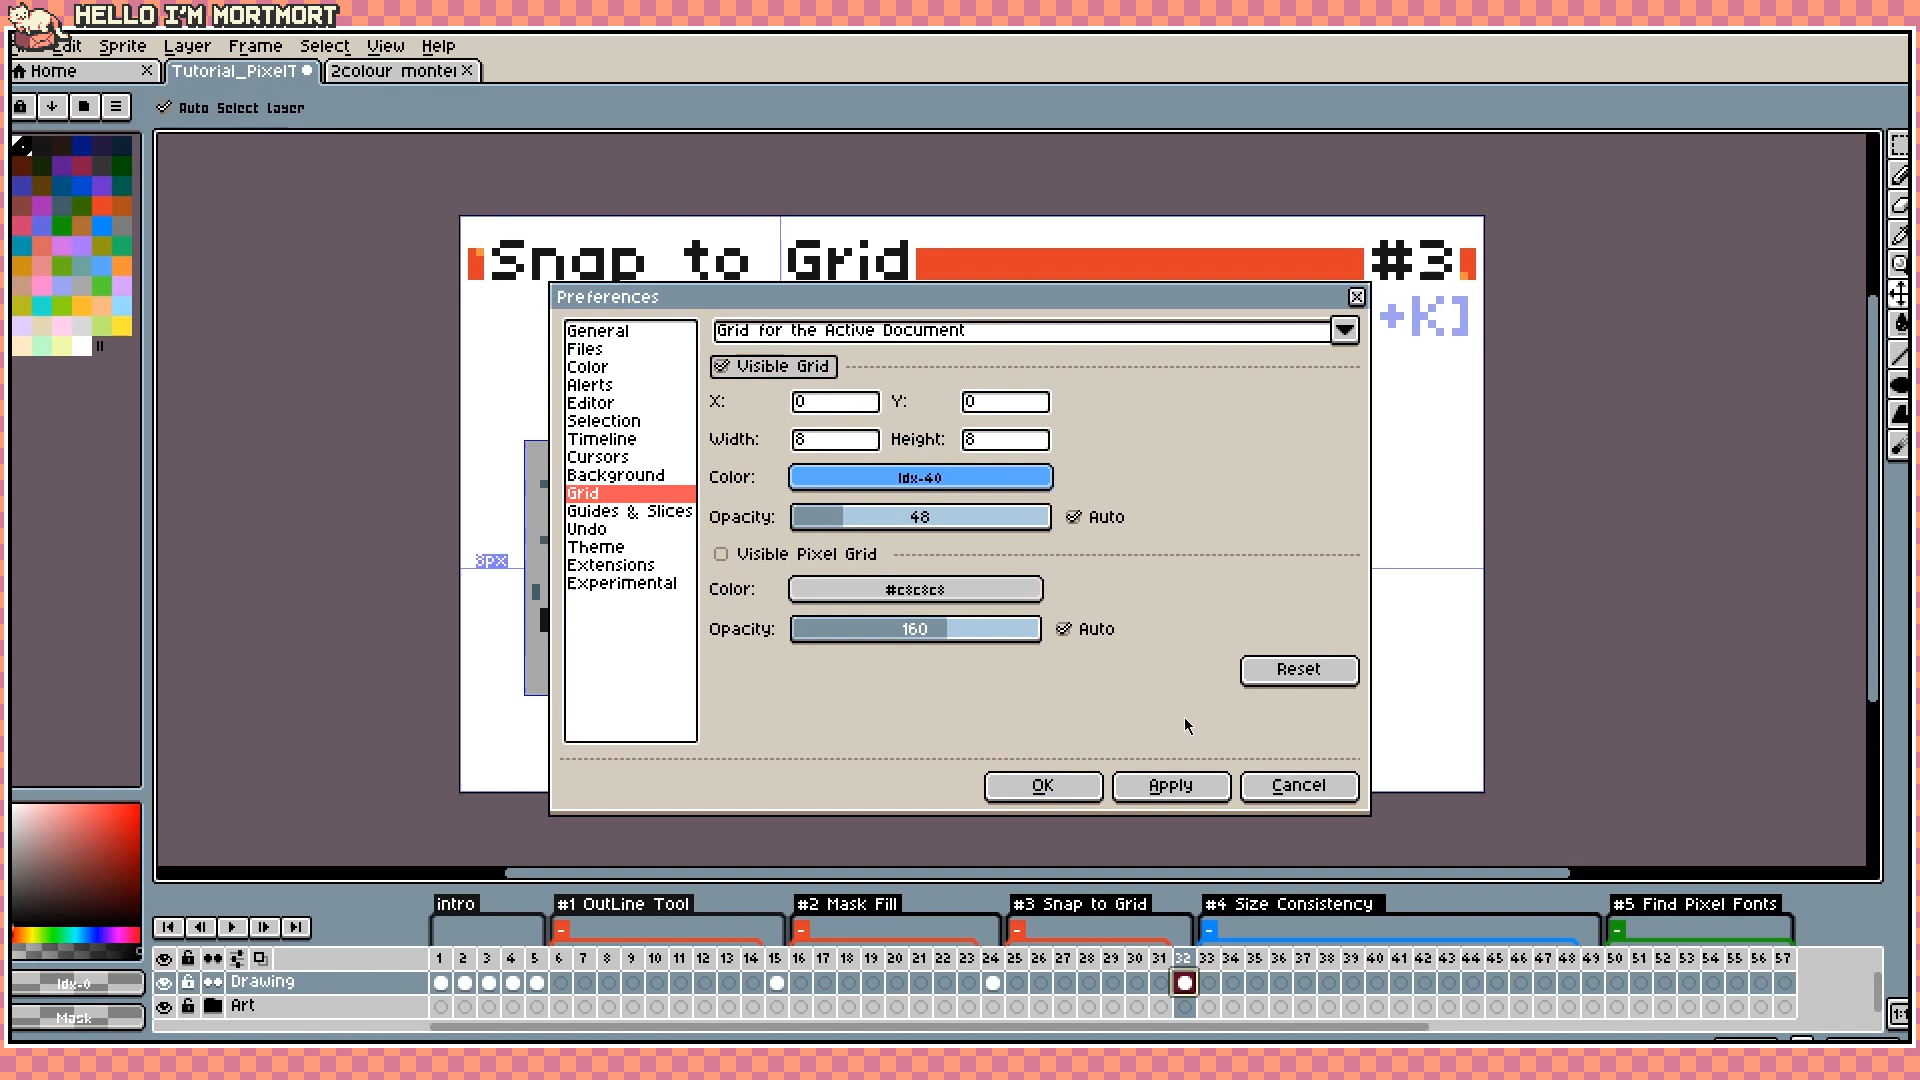 HELLO I'M MORTMORT
Edit Sprite Layer Frame Select View Help
Home Tutorial_PixelT 2colour monter
Auto Select Layer
Snap to Grid #3
+K]
Preferences
General
Files
Color
Alerts
Editor
Selection
Timeline
Cursors
Background
Grid
Guides & Slices
Undo
Theme
Extensions
Experimental
Grid for the Active Document
Visible Grid
X: 0 Y: 0
Width: 8 Height: 8
Color: Idx-40
Opacity: 48 Auto
Visible Pixel Grid
Color: #c8c8c8
Opacity: 160 Auto
Reset
OK Apply Cancel
8px
intro #1 OutLine Tool #2 Mask Fill #3 Snap to Grid #4 Size Consistency #5 Find Pixel Fonts
1 2 3 4 5 6 7 8 9 10 11 12 13 14 15 16 17 18 19 20 21 22 23 24 25 26 27 28 29 30 31 32 33 34 35 36 37 38 39 40 41 42 43 44 45 46 47 48 49 50 51 52 53 54 55 56 57
Drawing
Art
Idx-0
Mask
1:1